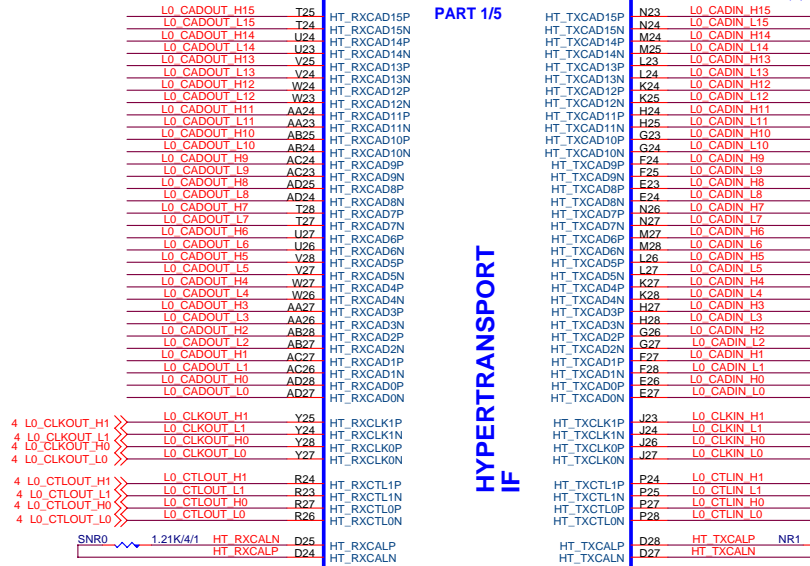 PART 1/5
L0_CADOUT_H15 T25 HT_RXCAD15P HT_TXCAD15P N23 L0_CADIN_H15
L0_CADOUT_L15 T24 HT_RXCAD15N HT_TXCAD15N N24 L0_CADIN_L15
L0_CADOUT_H14 U24 HT_RXCAD14P HT_TXCAD14P M24 L0_CADIN_H14
L0_CADOUT_L14 U23 HT_RXCAD14N HT_TXCAD14N M25 L0_CADIN_L14
L0_CADOUT_H13 V25 HT_RXCAD13P HT_TXCAD13P L23 L0_CADIN_H13
L0_CADOUT_L13 V24 HT_RXCAD13N HT_TXCAD13N L24 L0_CADIN_L13
L0_CADOUT_H12 W24 HT_RXCAD12P HT_TXCAD12P K24 L0_CADIN_H12
L0_CADOUT_L12 W23 HT_RXCAD12N HT_TXCAD12N K25 L0_CADIN_L12
L0_CADOUT_H11 AA24 HT_RXCAD11P HT_TXCAD11P H24 L0_CADIN_H11
L0_CADOUT_L11 AA23 HT_RXCAD11N HT_TXCAD11N H25 L0_CADIN_L11
L0_CADOUT_H10 AB25 HT_RXCAD10P HT_TXCAD10P G23 L0_CADIN_H10
L0_CADOUT_L10 AB24 HT_RXCAD10N HT_TXCAD10N G24 L0_CADIN_L10
L0_CADOUT_H9 AC24 HT_RXCAD9P HT_TXCAD9P F24 L0_CADIN_H9
L0_CADOUT_L9 AC23 HT_RXCAD9N HT_TXCAD9N F25 L0_CADIN_L9
L0_CADOUT_H8 AD25 HT_RXCAD8P HT_TXCAD8P E23 L0_CADIN_H8
L0_CADOUT_L8 AD24 HT_RXCAD8N HT_TXCAD8N E24 L0_CADIN_L8
L0_CADOUT_H7 T28 HT_RXCAD7P HT_TXCAD7P N26 L0_CADIN_H7
L0_CADOUT_L7 T27 HT_RXCAD7N HT_TXCAD7N N27 L0_CADIN_L7
L0_CADOUT_H6 U27 HT_RXCAD6P HT_TXCAD6P M27 L0_CADIN_H6
L0_CADOUT_L6 U26 HT_RXCAD6N HT_TXCAD6N M28 L0_CADIN_L6
L0_CADOUT_H5 V28 HT_RXCAD5P HT_TXCAD5P L26 L0_CADIN_H5
L0_CADOUT_L5 V27 HT_RXCAD5N HT_TXCAD5N L27 L0_CADIN_L5
L0_CADOUT_H4 W27 HT_RXCAD4P HT_TXCAD4P K27 L0_CADIN_H4
L0_CADOUT_L4 W26 HT_RXCAD4N HT_TXCAD4N K28 L0_CADIN_L4
L0_CADOUT_H3 AA27 HT_RXCAD3P HT_TXCAD3P H27 L0_CADIN_H3
L0_CADOUT_L3 AA26 HT_RXCAD3N HT_TXCAD3N H28 L0_CADIN_L3
L0_CADOUT_H2 AB28 HT_RXCAD2P HT_TXCAD2P G26 L0_CADIN_H2
L0_CADOUT_L2 AB27 HT_RXCAD2N HT_TXCAD2N G27 L0_CADIN_L2
L0_CADOUT_H1 AC27 HT_RXCAD1P HT_TXCAD1P F27 L0_CADIN_H1
L0_CADOUT_L1 AC26 HT_RXCAD1N HT_TXCAD1N F28 L0_CADIN_L1
L0_CADOUT_H0 AD28 HT_RXCAD0P HT_TXCAD0P E26 L0_CADIN_H0
L0_CADOUT_L0 AD27 HT_RXCAD0N HT_TXCAD0N E27 L0_CADIN_L0
HYPERTRANSPORT
IF
4 L0_CLKOUT_H1 L0_CLKOUT_H1 Y25 HT_RXCLK1P HT_TXCLK1P J23 L0_CLKIN_H1
4 L0_CLKOUT_L1 L0_CLKOUT_L1 Y24 HT_RXCLK1N HT_TXCLK1N J24 L0_CLKIN_L1
4 L0_CLKOUT_H0 L0_CLKOUT_H0 Y28 HT_RXCLK0P HT_TXCLK0P J26 L0_CLKIN_H0
4 L0_CLKOUT_L0 L0_CLKOUT_L0 Y27 HT_RXCLK0N HT_TXCLK0N J27 L0_CLKIN_L0
4 L0_CTLOUT_H1 L0_CTLOUT_H1 R24 HT_RXCTL1P HT_TXCTL1P P24 L0_CTLIN_H1
4 L0_CTLOUT_L1 L0_CTLOUT_L1 R23 HT_RXCTL1N HT_TXCTL1N P25 L0_CTLIN_L1
4 L0_CTLOUT_H0 L0_CTLOUT_H0 R27 HT_RXCTL0P HT_TXCTL0P P27 L0_CTLIN_H0
4 L0_CTLOUT_L0 L0_CTLOUT_L0 R26 HT_RXCTL0N HT_TXCTL0N P28 L0_CTLIN_L0
SNR0 1.21K/4/1 HT_RXCALN D25 HT_RXCALP HT_TXCALP D28 HT_TXCALP NR1
HT_RXCALP D24 HT_RXCALN HT_TXCALN D27 HT_TXCALN